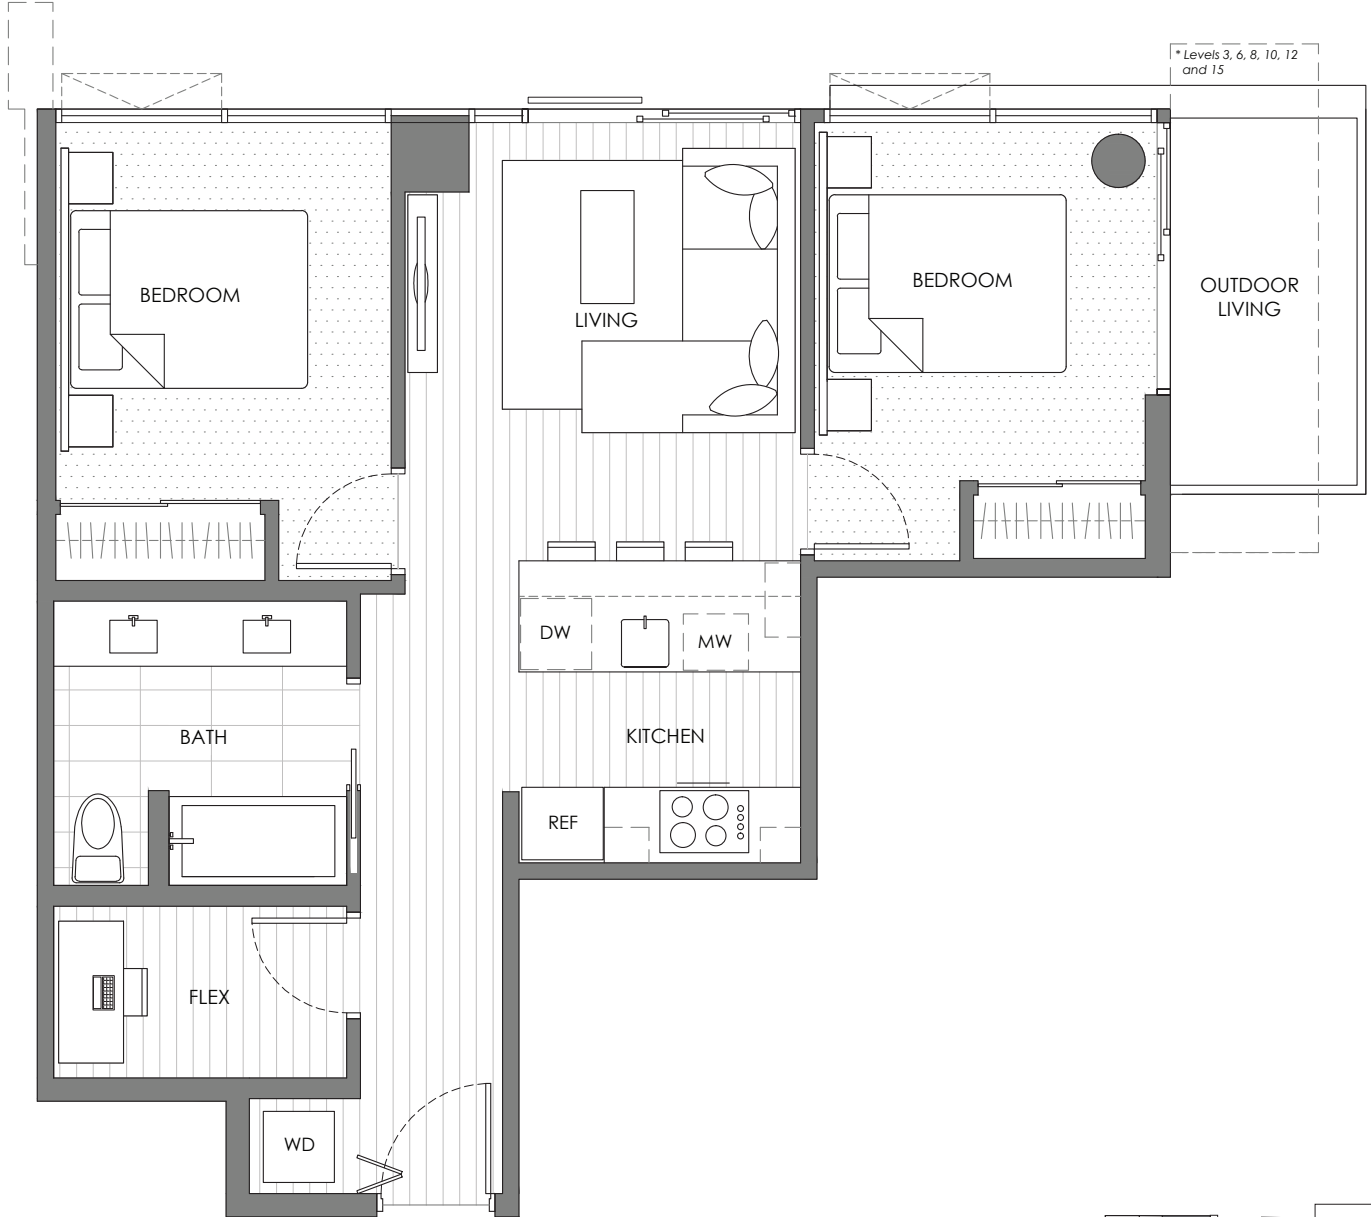 * Levels 3, 6, 8, 10, 12
and 15
BEDROOM
LIVING
BEDROOM
OUTDOOR
LIVING
DW
MW
BATH
KITCHEN
REF
FLEX
WD